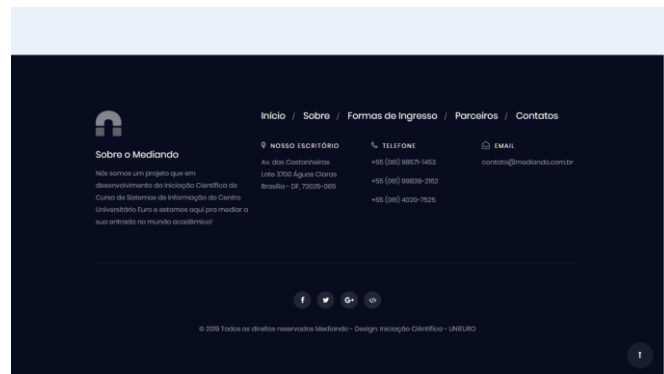 Início / Sobre / Formas de Ingresso / Parceiros / Contatos
Sobre o Mediando
Nós somos um projeto que em
desenvolvimento da Iniciação Científica do
Curso de Sistemas de Informação do Centro
Universitário Euro e estamos aqui pra mediar a
sua entrada no mundo acadêmico!
NOSSO ESCRITÓRIO
Av. das Castanheiras
Lote 3700 Águas Claras
Brasília - DF, 72025-065
TELEFONE
+55 (061) 98571-1453
+55 (061) 99838-2162
+55 (061) 4020-7525
EMAIL
contato@mediando.com.br
f G+ </>
© 2019 Todos os direitos reservados Mediando - Design: Iniciação Ciêntifica - UNIEURO